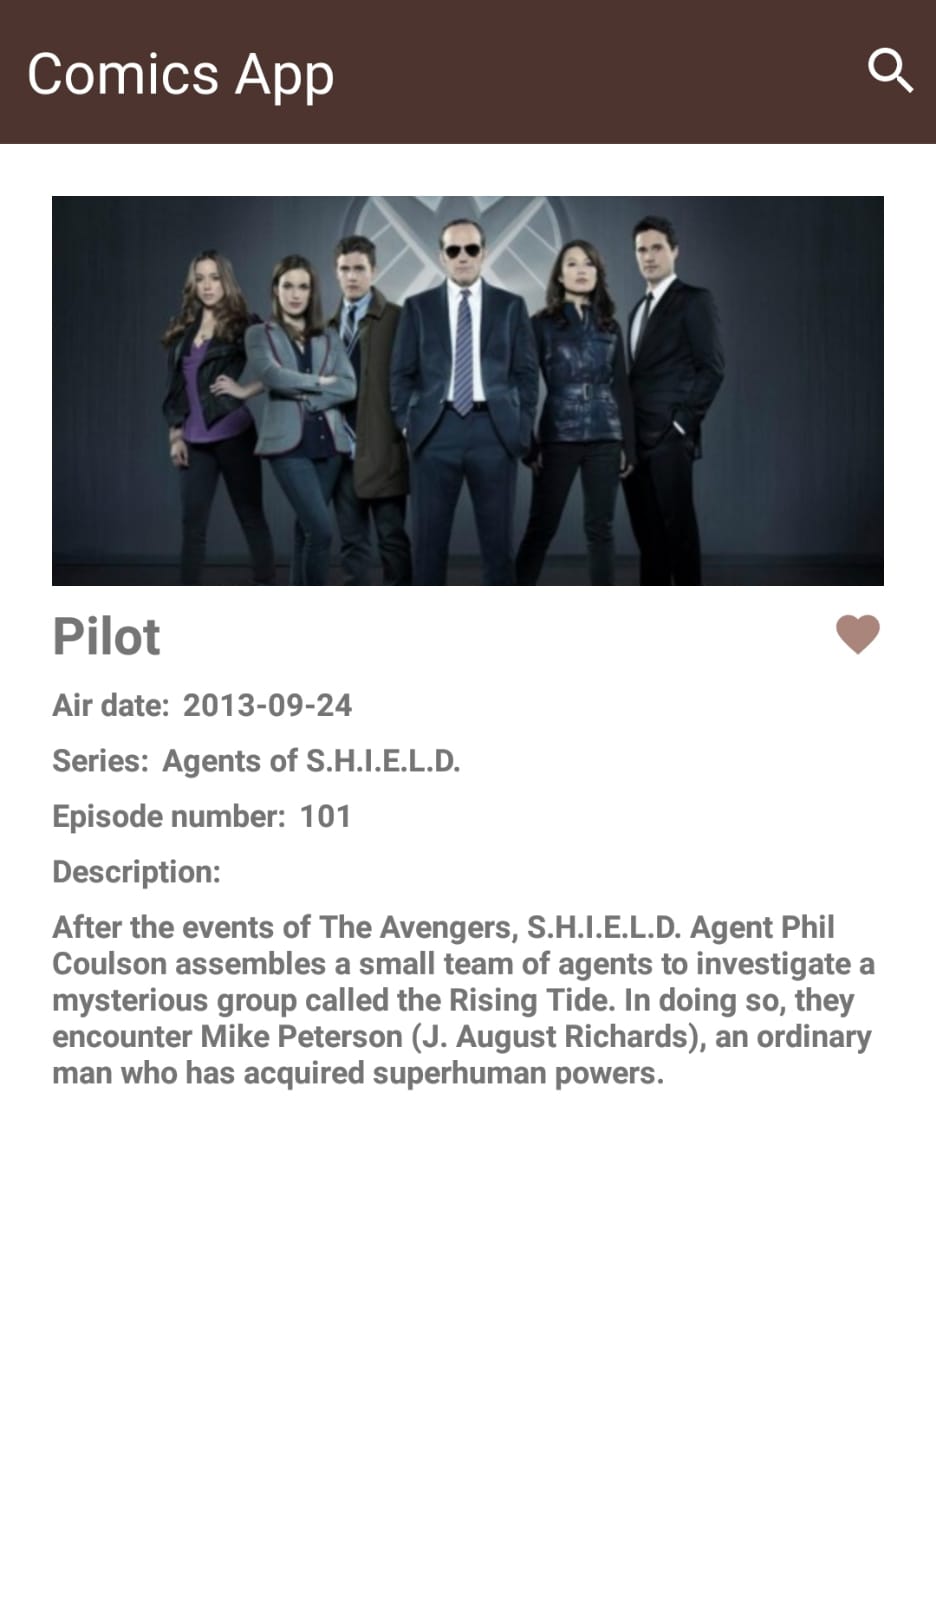 Comics App
Pilot
Air date: 2013-09-24
Series: Agents of S.H.I.E.L.D.
Episode number: 101
Description:
After the events of The Avengers, S.H.I.E.L.D. Agent Phil
Coulson assembles a small team of agents to investigate a
mysterious group called the Rising Tide. In doing so, they
encounter Mike Peterson (J. August Richards), an ordinary
man who has acquired superhuman powers.